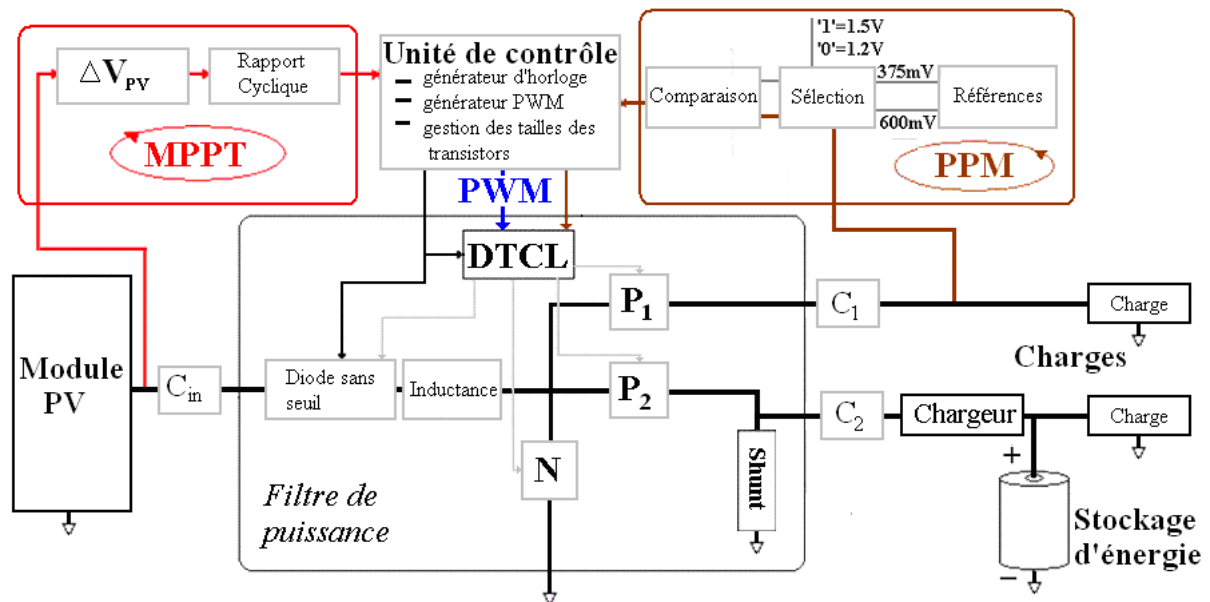 '1'=1.5V
'0'=1.2V
Unité de contrôle
générateur d'horloge
générateur PWM
gestion des tailles des
transistors
△VPV
Rapport
Cyclique
MPPT
Comparaison
Sélection
375mV
600mV
Références
PPM
PWM
DTCL
P1
C1
Charge
Charges
Module
PV
Cin
Diode sans
seuil
Inductance
P2
C2
Chargeur
Charge
N
Shunt
Filtre de
puissance
+
Stockage
d'énergie
−